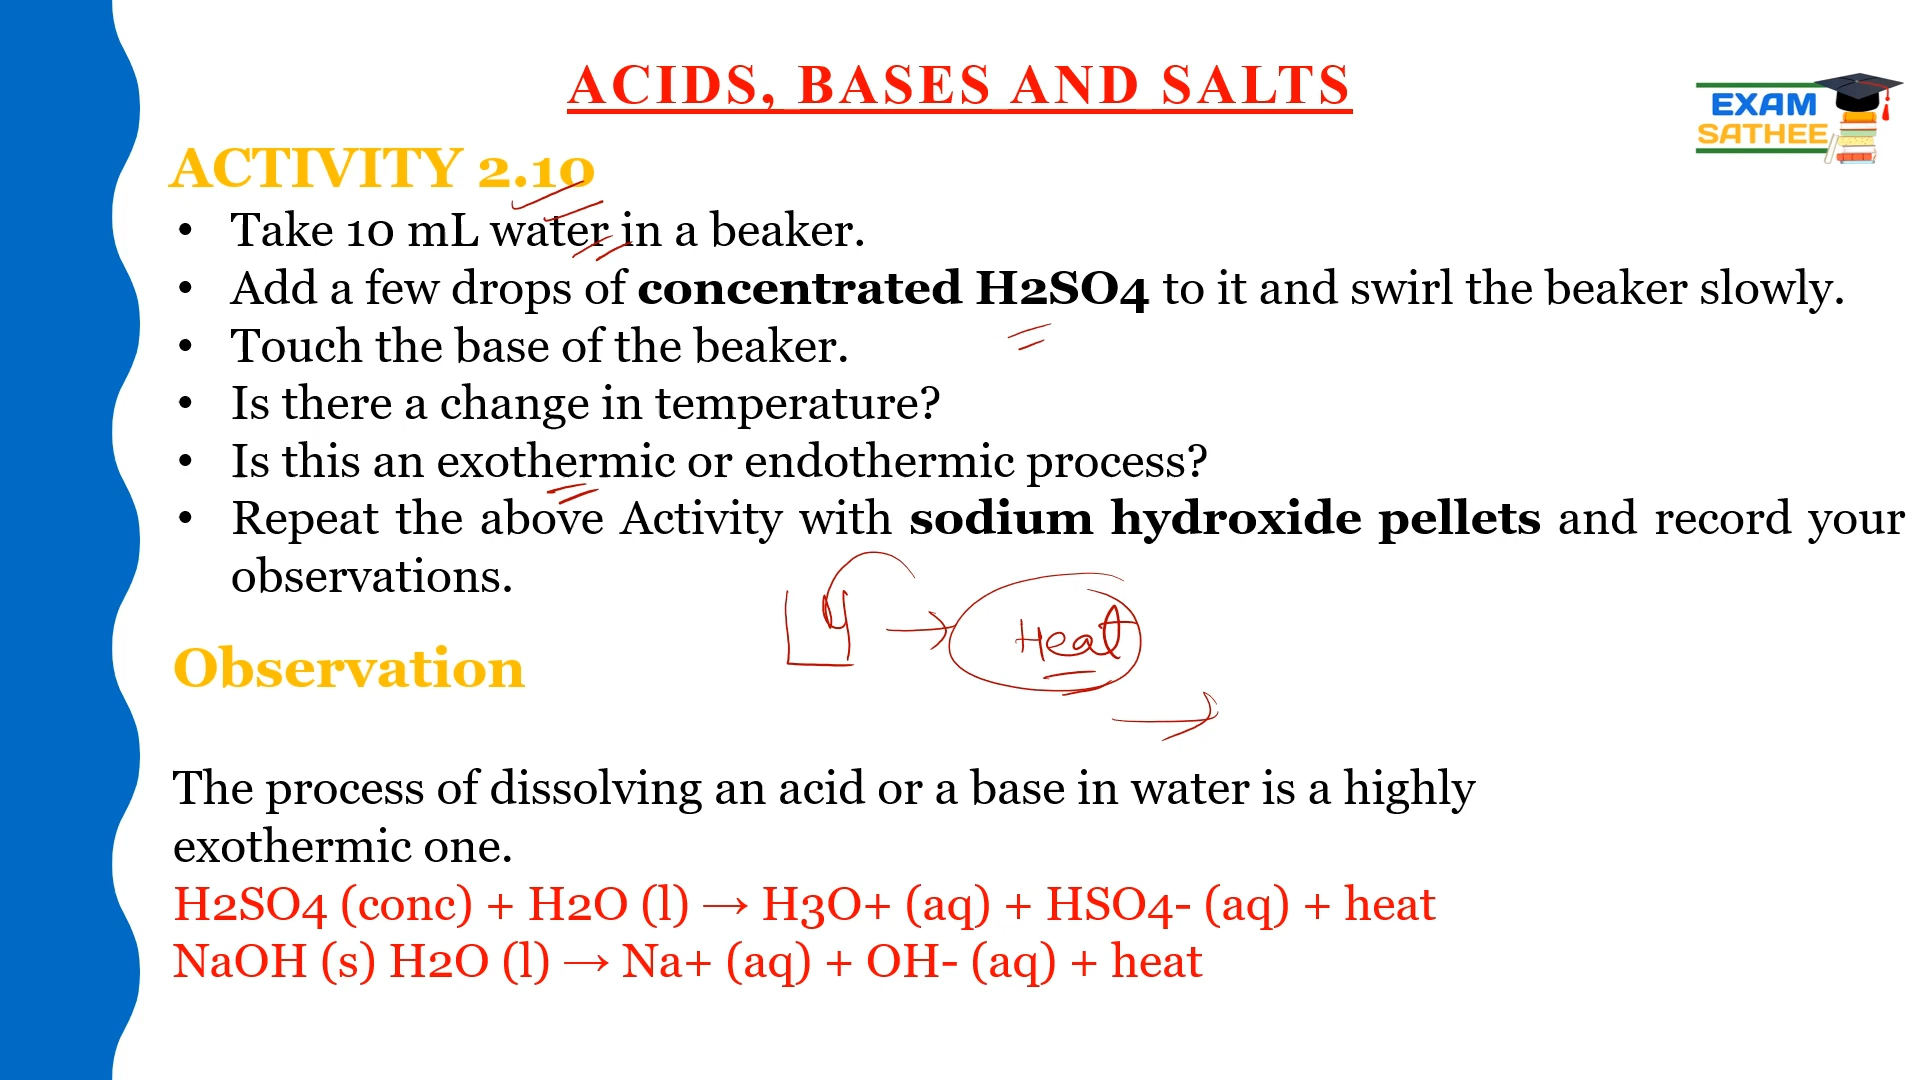 ACIDS, BASES AND SALTS
EXAM
SATHEE
ACTIVITY 2.10
• Take 10 mL water in a beaker.
• Add a few drops of concentrated H2SO4 to it and swirl the beaker slowly.
• Touch the base of the beaker.
• Is there a change in temperature?
• Is this an exothermic or endothermic process?
• Repeat the above Activity with sodium hydroxide pellets and record your
observations.
Heat
Observation
The process of dissolving an acid or a base in water is a highly
exothermic one.
H2SO4 (conc) + H2O (l) → H3O+ (aq) + HSO4- (aq) + heat
NaOH (s) H2O (l) → Na+ (aq) + OH- (aq) + heat